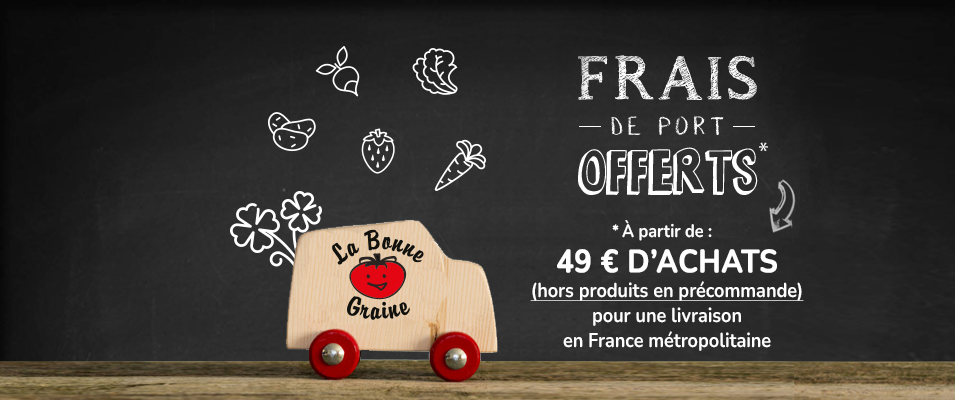 FRAIS
DE PORT
OFFERTS*
* À partir de :
49 € D'ACHATS
(hors produits en précommande)
pour une livraison
en France métropolitaine
La Bonne
Graine